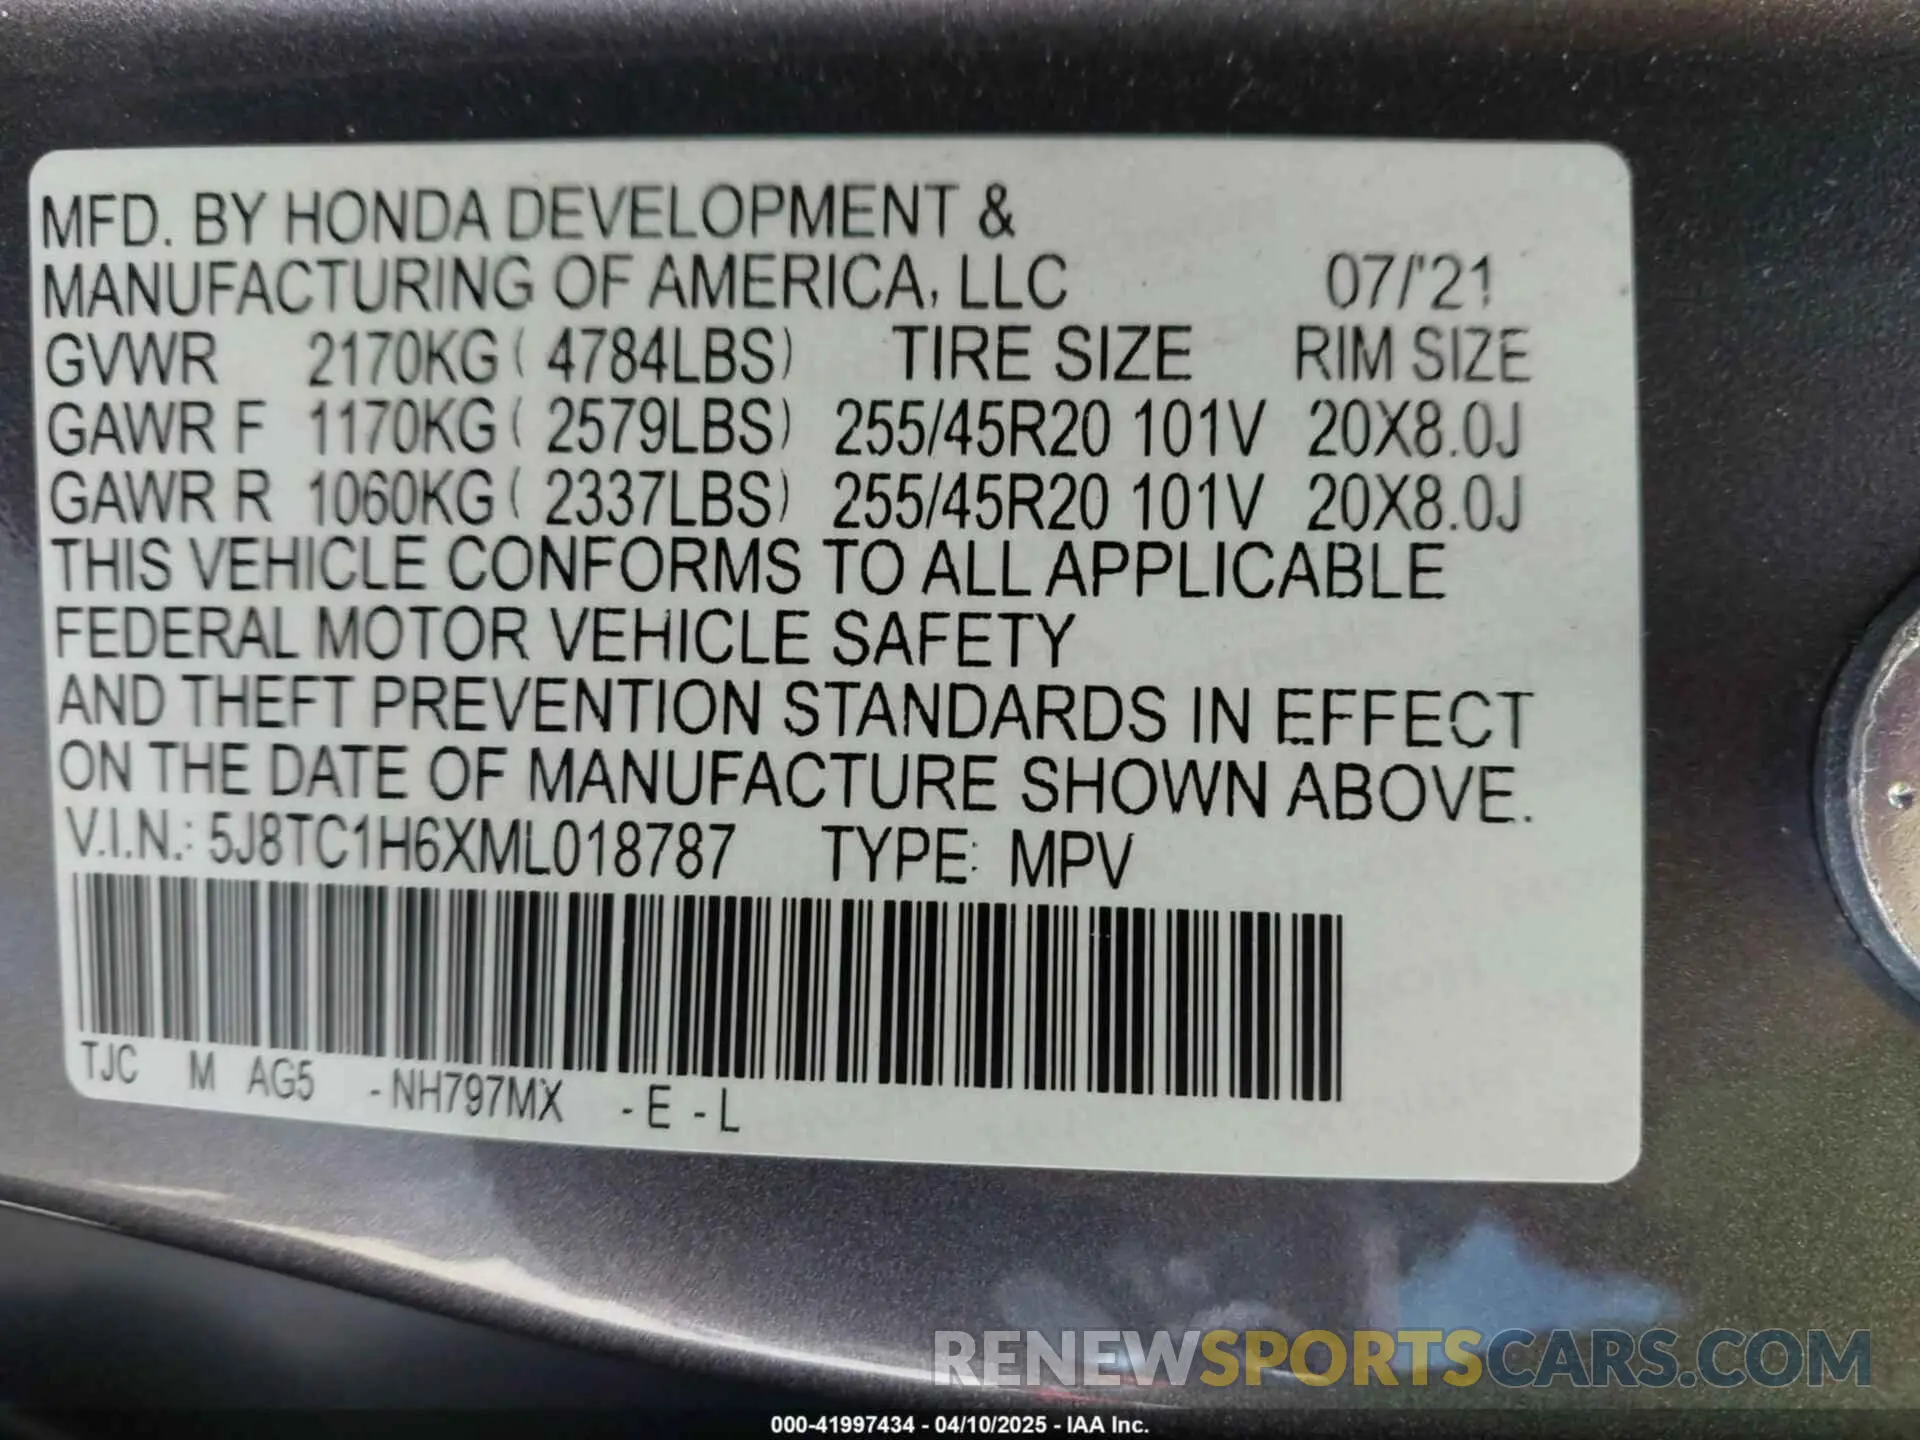 MFD. BY HONDA DEVELOPMENT &
MANUFACTURING OF AMERICA, LLC 07/'21
GVWR 2170KG ( 4784LBS) TIRE SIZE RIM SIZE
GAWR F 1170KG ( 2579LBS) 255/45R20 101V 20X8.0J
GAWR R 1060KG ( 2337LBS) 255/45R20 101V 20X8.0J
THIS VEHICLE CONFORMS TO ALL APPLICABLE
FEDERAL MOTOR VEHICLE SAFETY
AND THEFT PREVENTION STANDARDS IN EFFECT
ON THE DATE OF MANUFACTURE SHOWN ABOVE.
V.I.N.: 5J8TC1H6XML018787 TYPE: MPV
TJC M AG5 -NH797MX -E -L
RENEWSPORTSCARS.COM
000-41997434 - 04/10/2025 - IAA Inc.